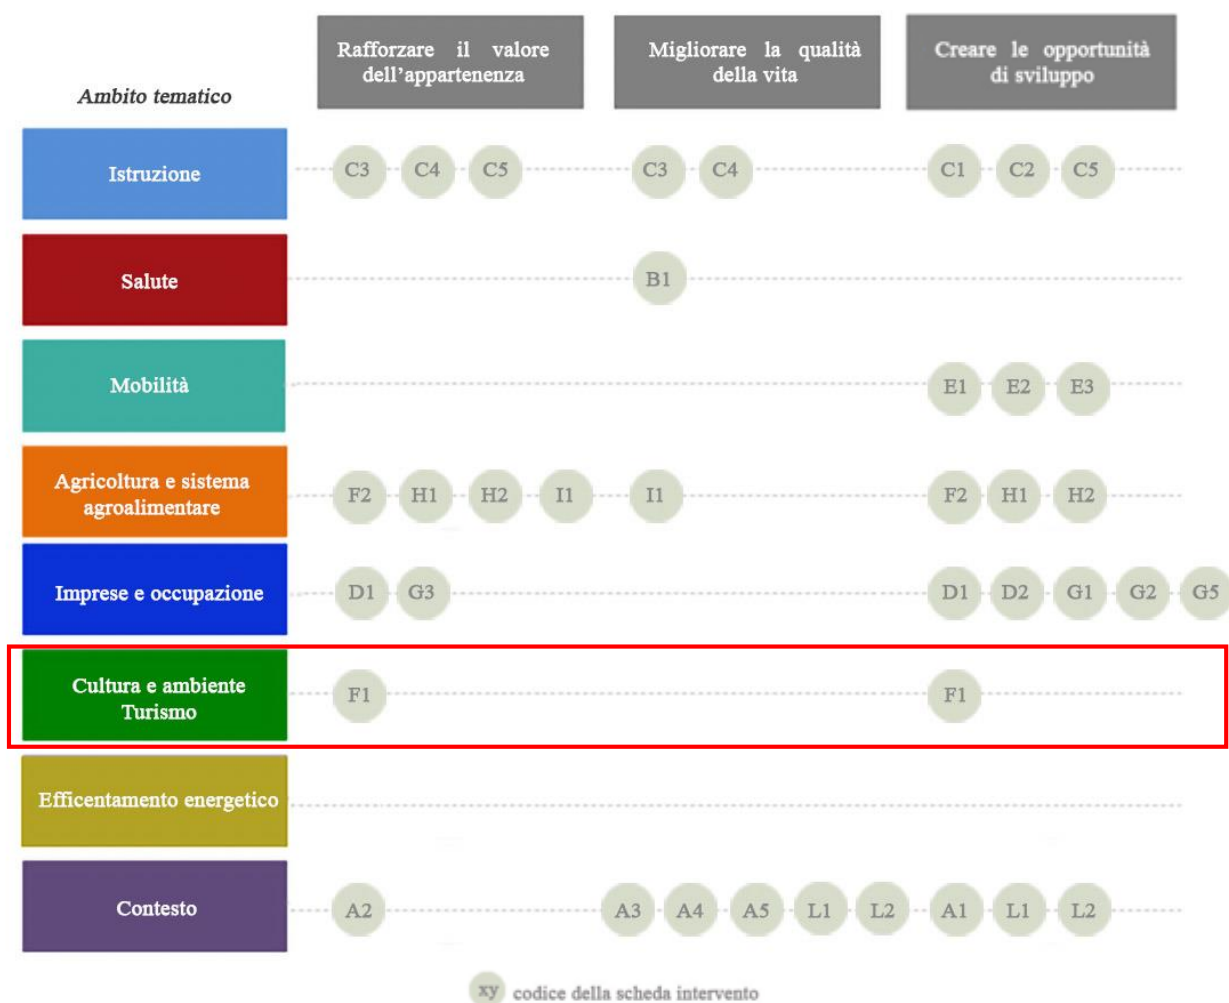 Rafforzare il valore
dell'appartenenza
Migliorare la qualità
della vita
Creare le opportunità
di sviluppo
Ambito tematico
Istruzione
C3 C4 C5 C3 C4 C1 C2 C5
Salute
B1
Mobilità
E1 E2 E3
Agricoltura e sistema
agroalimentare
F2 H1 H2 I1 I1 F2 H1 H2
Imprese e occupazione
D1 G3 D1 D2 G1 G2 G5
Cultura e ambiente
Turismo
F1 F1
Efficentamento energetico
Contesto
A2 A3 A4 A5 L1 L2 A1 L1 L2
xy codice della scheda intervento